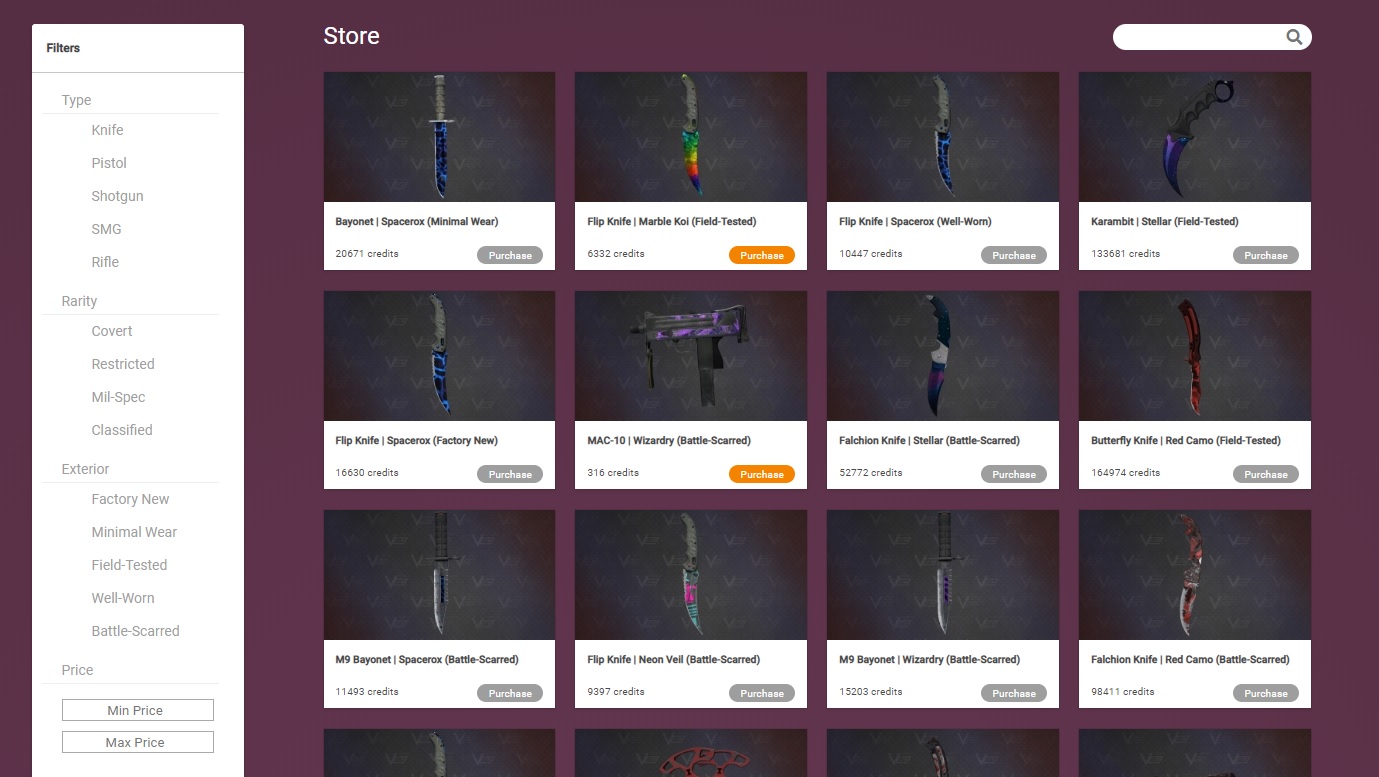 Filters
Type
Knife
Pistol
Shotgun
SMG
Rifle
Rarity
Covert
Restricted
Mil-Spec
Classified
Exterior
Factory New
Minimal Wear
Field-Tested
Well-Worn
Battle-Scarred
Price
Min Price
Max Price
Store
Bayonet | Spacerox (Minimal Wear)
20671 credits
Purchase
Flip Knife | Marble Koi (Field-Tested)
6332 credits
Purchase
Flip Knife | Spacerox (Well-Worn)
10447 credits
Purchase
Karambit | Stellar (Field-Tested)
133681 credits
Purchase
Flip Knife | Spacerox (Factory New)
16630 credits
Purchase
MAC-10 | Wizardry (Battle-Scarred)
316 credits
Purchase
Falchion Knife | Stellar (Battle-Scarred)
52772 credits
Purchase
Butterfly Knife | Red Camo (Field-Tested)
164974 credits
Purchase
M9 Bayonet | Spacerox (Battle-Scarred)
11493 credits
Purchase
Flip Knife | Neon Veil (Battle-Scarred)
9397 credits
Purchase
M9 Bayonet | Wizardry (Battle-Scarred)
15203 credits
Purchase
Falchion Knife | Red Camo (Battle-Scarred)
98411 credits
Purchase